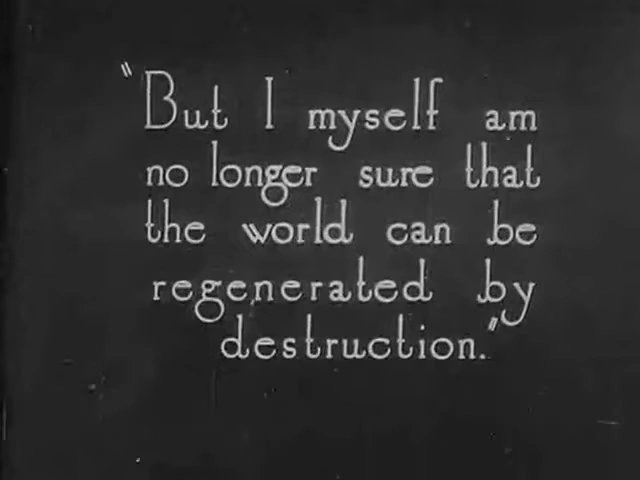 "But I myself am
no longer sure that
the world can be
regenerated by
destruction."